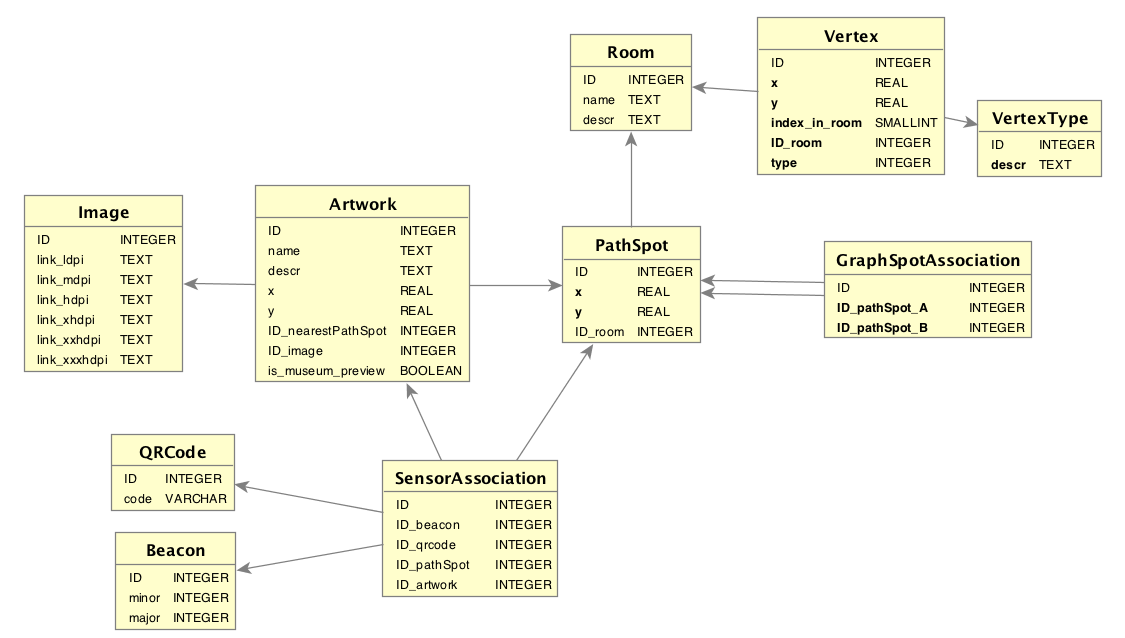 Room
ID INTEGER
name TEXT
descr TEXT
Vertex
ID INTEGER
x REAL
y REAL
index_in_room SMALLINT
ID_room INTEGER
type INTEGER
VertexType
ID INTEGER
descr TEXT
Image
ID INTEGER
link_ldpi TEXT
link_mdpi TEXT
link_hdpi TEXT
link_xhdpi TEXT
link_xxhdpi TEXT
link_xxxhdpi TEXT
Artwork
ID INTEGER
name TEXT
descr TEXT
x REAL
y REAL
ID_nearestPathSpot INTEGER
ID_image INTEGER
is_museum_preview BOOLEAN
PathSpot
ID INTEGER
x REAL
y REAL
ID_room INTEGER
GraphSpotAssociation
ID INTEGER
ID_pathSpot_A INTEGER
ID_pathSpot_B INTEGER
QRCode
ID INTEGER
code VARCHAR
SensorAssociation
ID INTEGER
ID_beacon INTEGER
ID_qrcode INTEGER
ID_pathSpot INTEGER
ID_artwork INTEGER
Beacon
ID INTEGER
minor INTEGER
major INTEGER